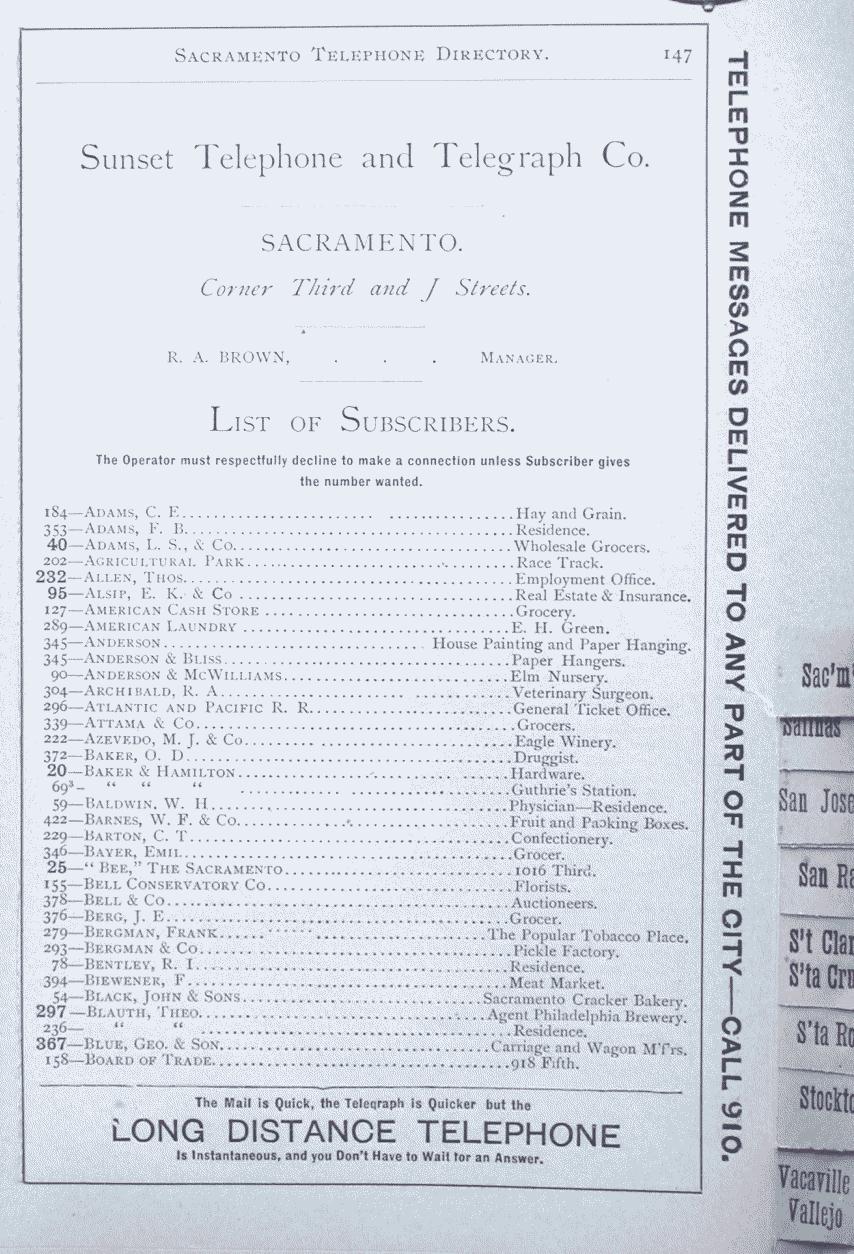 SACRAMENTO TELEPHONE DIRECTORY. 147
Sunset Telephone and Telegraph Co.
SACRAMENTO.
Corner Third and J Streets.
R. A. BROWN, . . . MANAGER.
LIST OF SUBSCRIBERS.
The Operator must respectfully decline to make a connection unless Subscriber gives
the number wanted.
184—ADAMS, C. E. Hay and Grain.
353—ADAMS, F. B. Residence.
40—ADAMS, L. S., & Co. Wholesale Grocers.
202—AGRICULTURAL PARK Race Track.
232—ALLEN, THOS. Employment Office.
95—ALSIP, E. K. & Co Real Estate & Insurance.
127—AMERICAN CASH STORE Grocery.
289—AMERICAN LAUNDRY E. H. Green.
345—ANDERSON House Painting and Paper Hanging.
345—ANDERSON & BLISS Paper Hangers.
90—ANDERSON & MCWILLIAMS Elm Nursery.
304—ARCHIBALD, R. A. Veterinary Surgeon.
296—ATLANTIC AND PACIFIC R. R. General Ticket Office.
339—ATTAMA & Co. Grocers.
222—AZEVEDO, M. J. & Co. Eagle Winery.
372—BAKER, O. D. Druggist.
20—BAKER & HAMILTON Hardware.
69³– “ “ “ Guthrie's Station.
59—BALDWIN, W. H. Physician—Residence.
422—BARNES, W. F. & Co. Fruit and Packing Boxes.
229—BARTON, C. T. Confectionery.
346—BAYER, EMIL Grocer.
25—“ BEE,” THE SACRAMENTO 1016 Third.
155—BELL CONSERVATORY Co. Florists.
378—BELL & Co. Auctioneers.
376—BERG, J. E. Grocer.
279—BERGMAN, FRANK The Popular Tobacco Place.
293—BERGMAN & Co. Pickle Factory.
78—BENTLEY, R. I. Residence.
394—BIEWENER, F. Meat Market.
54—BLACK, JOHN & SONS Sacramento Cracker Bakery.
297—BLAUTH, THEO. Agent Philadelphia Brewery.
236— “ “ Residence.
367—BLUE, GEO. & SON Carriage and Wagon M'f'rs.
158—BOARD OF TRADE 918 Fifth.
The Mail is Quick, the Telegraph is Quicker but the
LONG DISTANCE TELEPHONE
Is Instantaneous, and you Don't Have to Wait for an Answer.
TELEPHONE MESSAGES DELIVERED TO ANY PART OF THE CITY—CALL 910.
Sac'm'
Salinas
San Jose
San Ra
S't Clar
S'ta Cru
S'ta Ro
Stockto
Vacaville
Vallejo